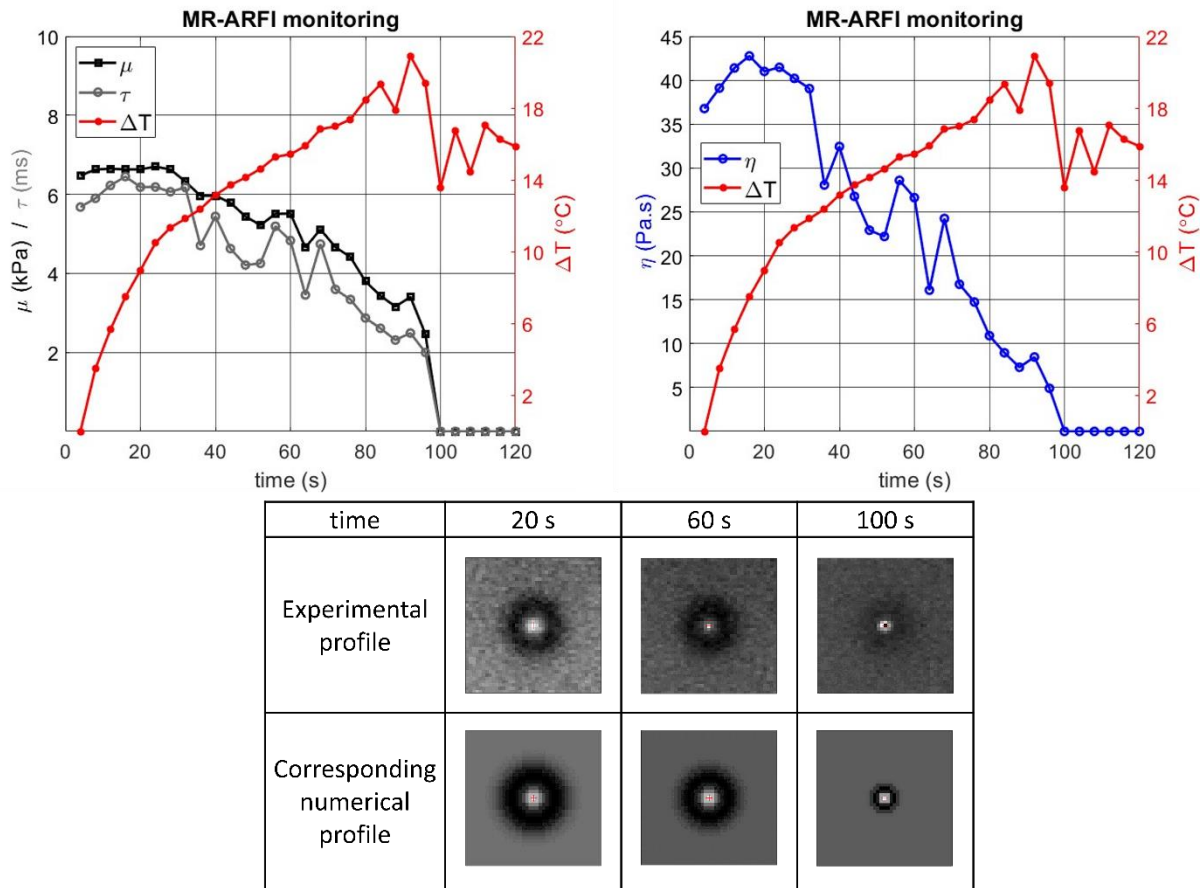 MR-ARFI monitoring
10
8
6
4
2
μ (kPa) / τ (ms)
μ
τ
ΔT
22
18
14
10
6
2
ΔT (°C)
0 20 40 60 80 100 120
time (s)
MR-ARFI monitoring
45
40
35
30
25
20
15
10
5
η (Pa.s)
η
ΔT
22
18
14
10
6
2
ΔT (°C)
0 20 40 60 80 100 120
time (s)
time 20 s 60 s 100 s
Experimental
profile
Corresponding
numerical
profile